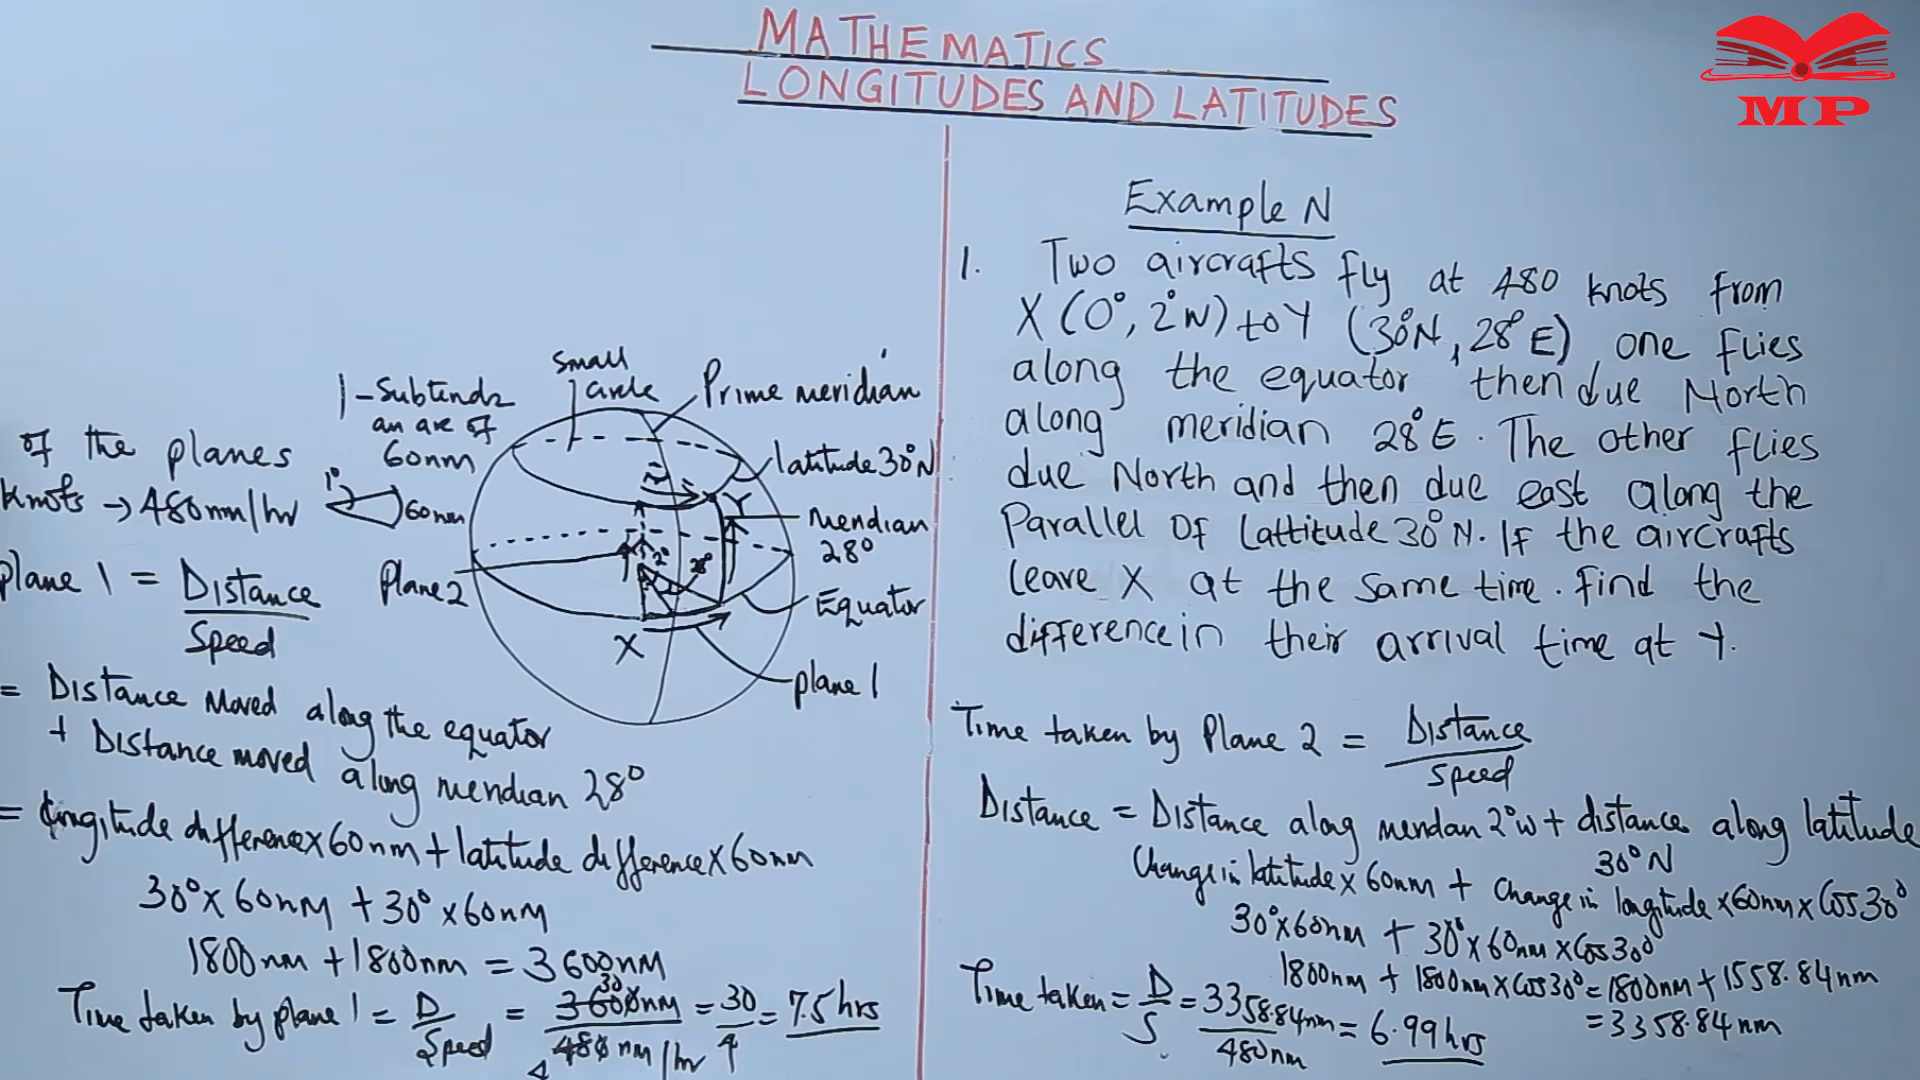 MATHEMATICS
LONGITUDES AND LATITUDES
MP
of the planes
Knots → 480nm/hr
1° 60nm
1-Subtends
an arc of
60nm
Small
circle
Prime meridian
latitude 30°N
Y
Meridian
28°
2° 28°
Equator
Plane 2
X
plane 1
plane 1 = Distance
Speed
= Distance Moved along the equator
+ Distance moved along meridian 28°
= Longitude difference x 60nm + latitude difference x 60nm
30° x 60nm + 30° x 60nm
1800nm + 1800nm = 3600nm
Time taken by plane 1 = D/Speed = 3600nm/480nm/hr = 30/4 = 7.5hrs
30
4
Example N
1. Two aircrafts fly at 480 knots from
X (0°, 2°N) to Y (30°N, 28°E), one flies
along the equator then due North
along meridian 28°E. The other flies
due North and then due east along the
Parallel Of Lattitude 30°N. If the aircrafts
leave X at the same time. Find the
difference in their arrival time at Y.
Time taken by Plane 2 = Distance
Speed
Distance = Distance along meridian 2°W + distance along latitude
30°N
Change in latitude x 60nm + Change in longitude x 60nm x Cos 30°
30° x 60nm + 30° x 60nm x Cos 30°
1800nm + 1800nm x Cos 30° = 1800nm + 1558.84nm
= 3358.84nm
Time taken = D/S = 3358.84nm/480nm = 6.99hrs